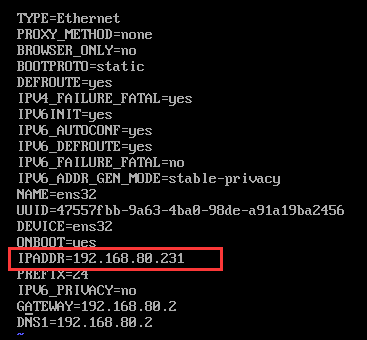 TYPE=Ethernet
PROXY_METHOD=none
BROWSER_ONLY=no
BOOTPROTO=static
DEFROUTE=yes
IPV4_FAILURE_FATAL=yes
IPV6INIT=yes
IPV6_AUTOCONF=yes
IPV6_DEFROUTE=yes
IPV6_FAILURE_FATAL=no
IPV6_ADDR_GEN_MODE=stable-privacy
NAME=ens32
UUID=47557fbb-9a63-4ba0-98de-a91a19ba2456
DEVICE=ens32
ONBOOT=yes
IPADDR=192.168.80.231
PREFIX=24
IPV6_PRIVACY=no
GATEWAY=192.168.80.2
DNS1=192.168.80.2
~